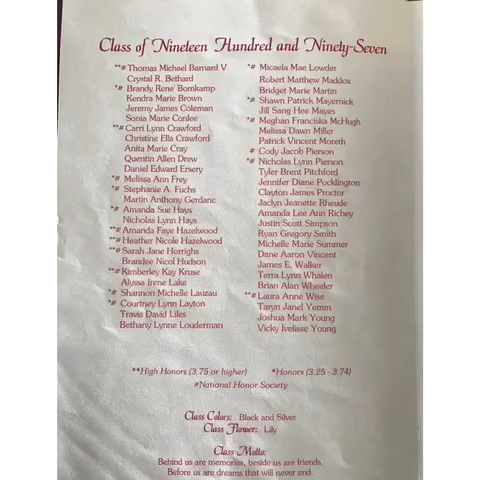 Class of Nineteen Hundred and Ninety-Seven
**# Thomas Michael Barnard V
Crystal R. Bethard
*# Brandy Rene' Bomkamp
Kendra Marie Brown
Jeremy James Coleman
Sonia Marie Conlee
**# Carri Lynn Crawford
Christine Ella Crawford
Anita Marie Cray
Quentin Allen Drew
Daniel Edward Ersery
*# Melissa Ann Frey
*# Stephanie A. Fuchs
Martin Anthony Gerdanc
*# Amanda Sue Hays
Nicholas Lynn Hays
**# Amanda Faye Hazelwood
**# Heather Nicole Hazelwood
**# Sarah Jane Horrighs
Brandee Nicol Hudson
**# Kimberley Kay Kruse
Alyssa Irene Lake
*# Shannon Michelle Lauzau
*# Courtney Lynn Layton
Travis David Liles
Bethany Lynne Louderman
*# Micaela Mae Lowder
Robert Matthew Maddox
Bridget Marie Martin
*# Shawn Patrick Mayernick
Jill Sang Hee Mayes
*# Meghan Franciska McHugh
Melissa Dawn Miller
Patrick Vincent Moreth
# Cody Jacob Pierson
*# Nicholas Lynn Pierson
Tyler Brent Pitchford
Jennifer Diane Pocklington
Clayton James Proctor
Jaclyn Jeanette Rheude
Amanda Lee Ann Richey
Justin Scott Simpson
Ryan Gregory Smith
Michelle Marie Summer
Dane Aaron Vincent
James E. Walker
Terra Lynn Whalen
Brian Alan Wheeler
**# Laura Anne Wise
Taryn Janel Yemm
Joshua Mark Young
Vicky Ivelisse Young
**High Honors (3.75 or higher) *Honors (3.25 - 3.74)
#National Honor Society
Class Colors: Black and Silver
Class Flower: Lily
Class Motto:
Behind us are memories, beside us are friends.
Before us are dreams that will never end.